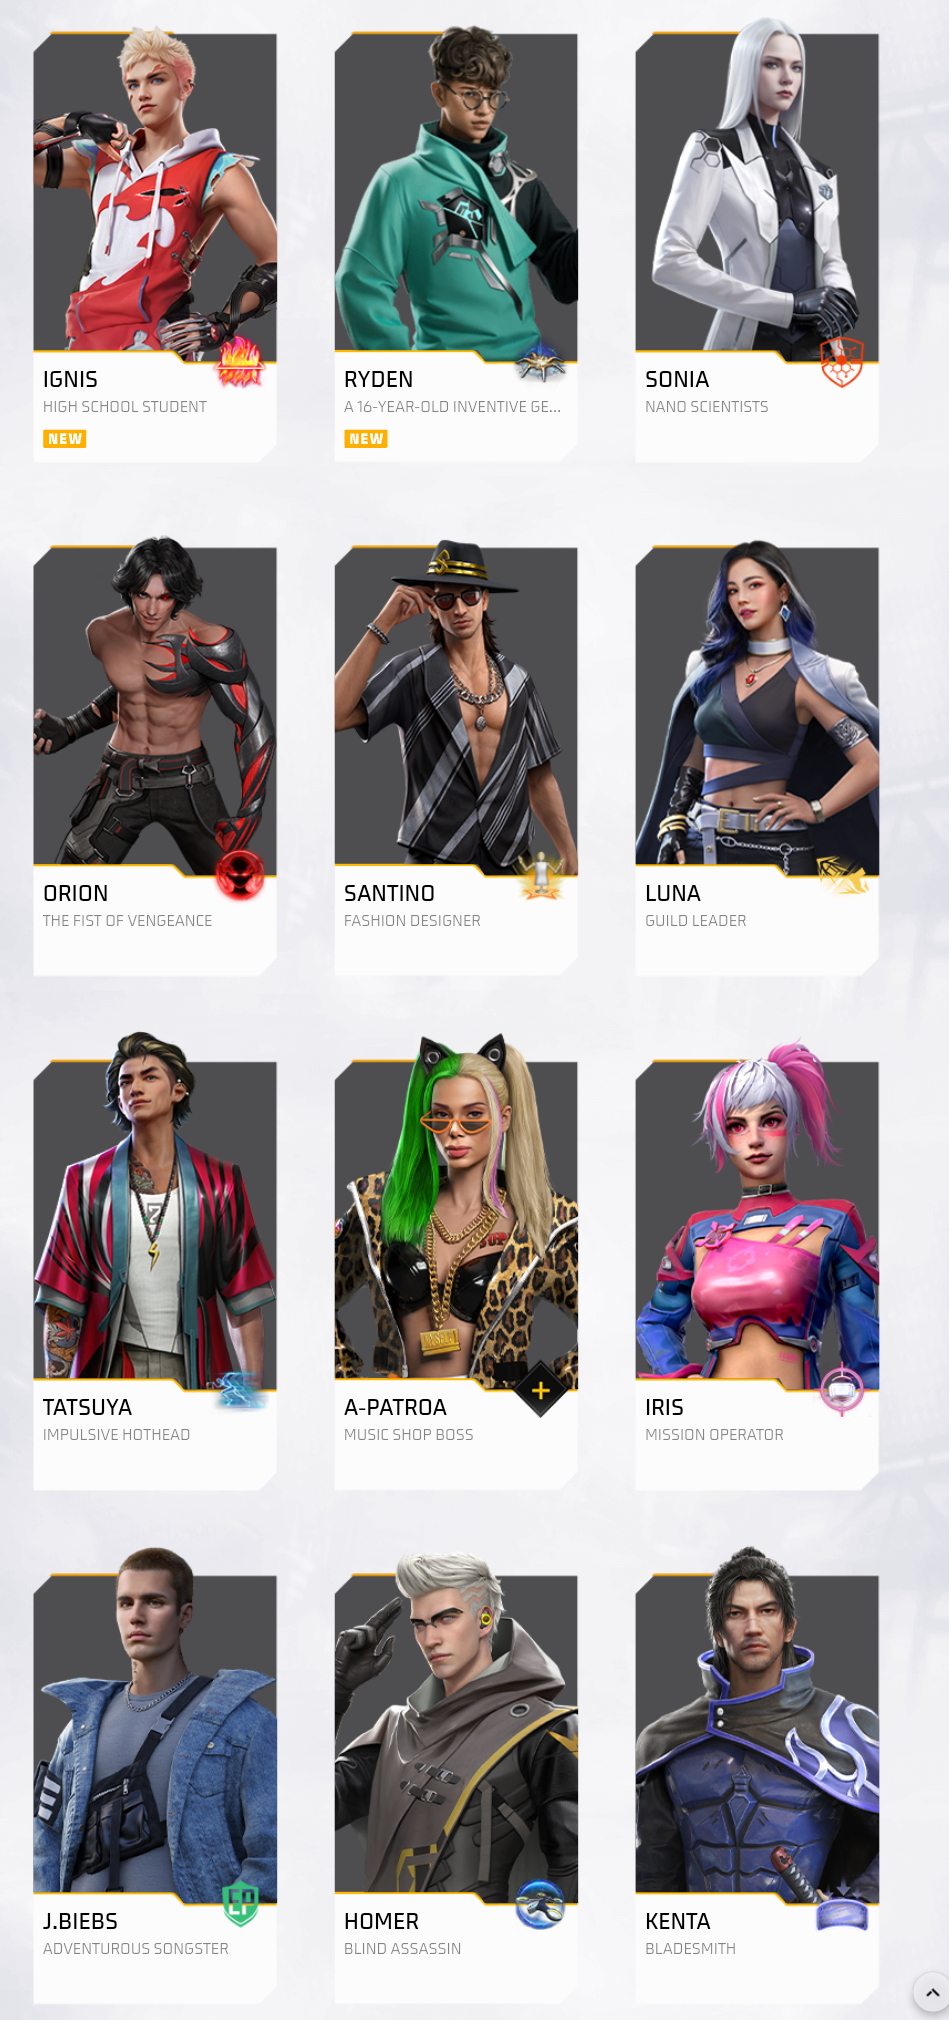 IGNIS
HIGH SCHOOL STUDENT
NEW
RYDEN
A 16-YEAR-OLD INVENTIVE GE...
NEW
SONIA
NANO SCIENTISTS
ORION
THE FIST OF VENGEANCE
SANTINO
FASHION DESIGNER
LUNA
GUILD LEADER
TATSUYA
IMPULSIVE HOTHEAD
A-PATROA
MUSIC SHOP BOSS
IRIS
MISSION OPERATOR
J.BIEBS
ADVENTUROUS SONGSTER
HOMER
BLIND ASSASSIN
KENTA
BLADESMITH